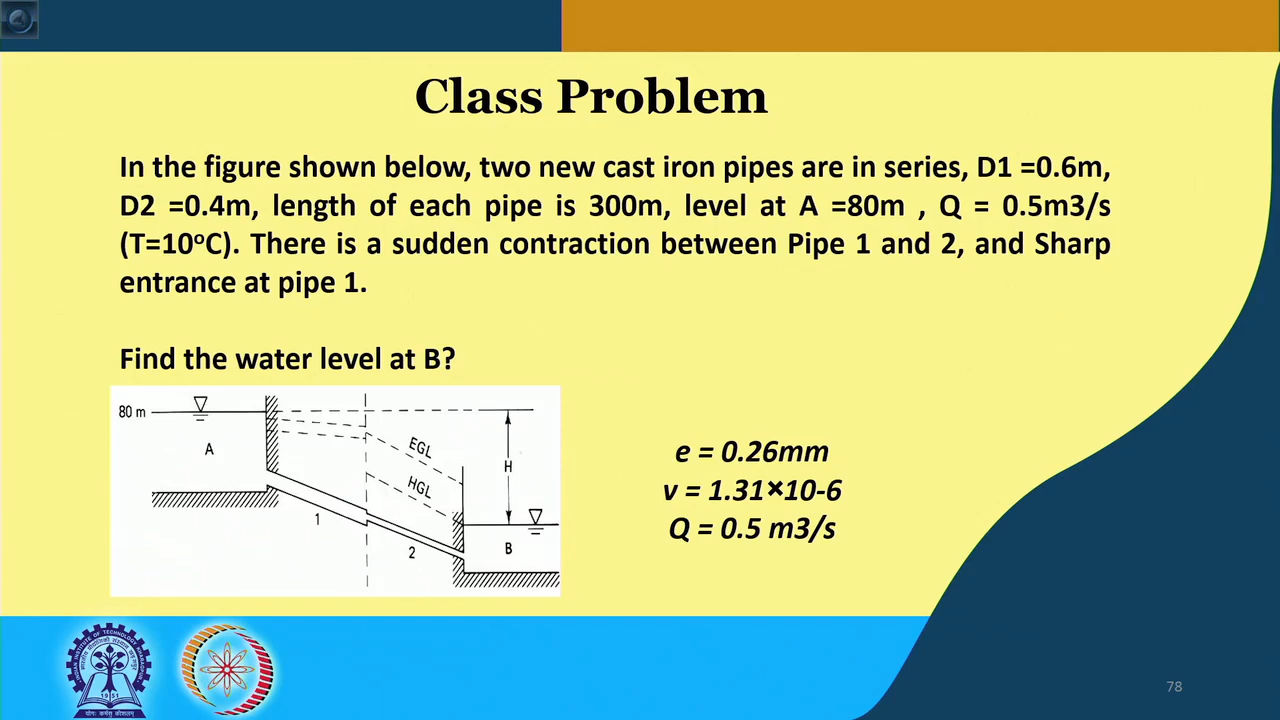 Class Problem
In the figure shown below, two new cast iron pipes are in series, D1 =0.6m,
D2 =0.4m, length of each pipe is 300m, level at A =80m , Q = 0.5m3/s
(T=10ºC). There is a sudden contraction between Pipe 1 and 2, and Sharp
entrance at pipe 1.
Find the water level at B?
80 m
A
EGL
H
HGL
1
2
B
e = 0.26mm
v = 1.31×10-6
Q = 0.5 m3/s
1951
78